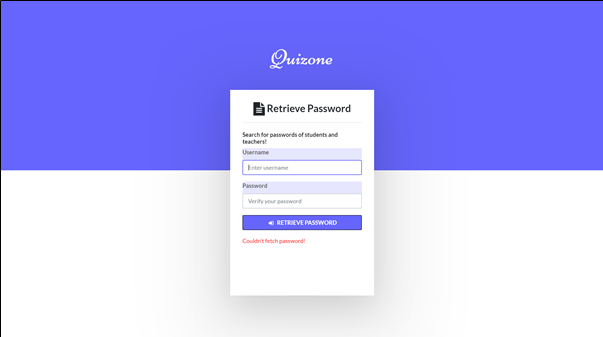 Quizone
Retrieve Password
Search for passwords of students and
teachers!
Username
Enter username
Password
Verify your password
RETRIEVE PASSWORD
Couldn't fetch password!